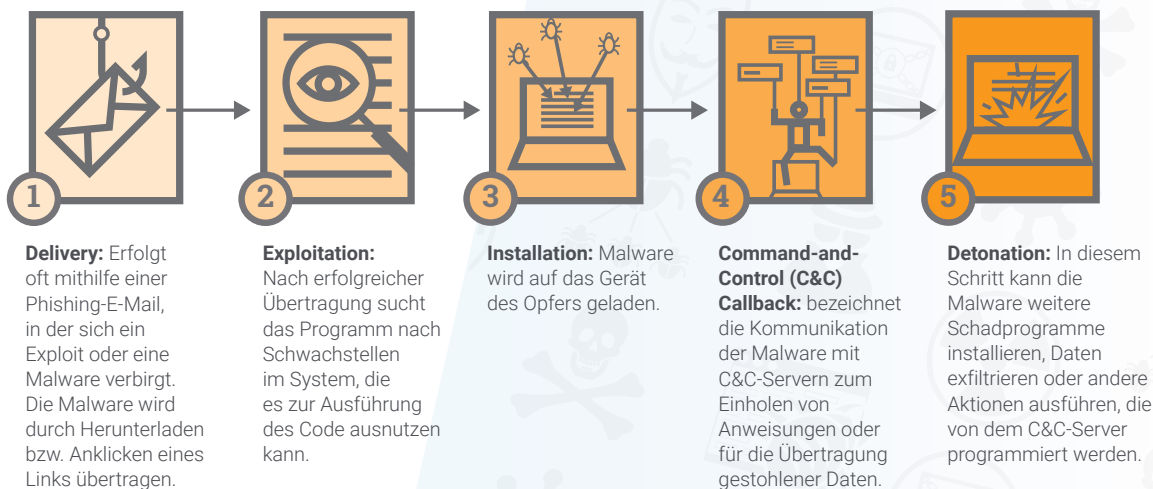 1
Delivery: Erfolgt
oft mithilfe einer
Phishing-E-Mail,
in der sich ein
Exploit oder eine
Malware verbirgt.
Die Malware wird
durch Herunterladen
bzw. Anklicken eines
Links übertragen.
2
Exploitation:
Nach erfolgreicher
Übertragung sucht
das Programm nach
Schwachstellen
im System, die
es zur Ausführung
des Code ausnutzen
kann.
3
Installation: Malware
wird auf das Gerät
des Opfers geladen.
4
Command-and-
Control (C&C)
Callback: bezeichnet
die Kommunikation
der Malware mit
C&C-Servern zum
Einholen von
Anweisungen oder
für die Übertragung
gestohlener Daten.
5
Detonation: In diesem
Schritt kann die
Malware weitere
Schadprogramme
installieren, Daten
exfiltrieren oder andere
Aktionen ausführen, die
von dem C&C-Server
programmiert werden.